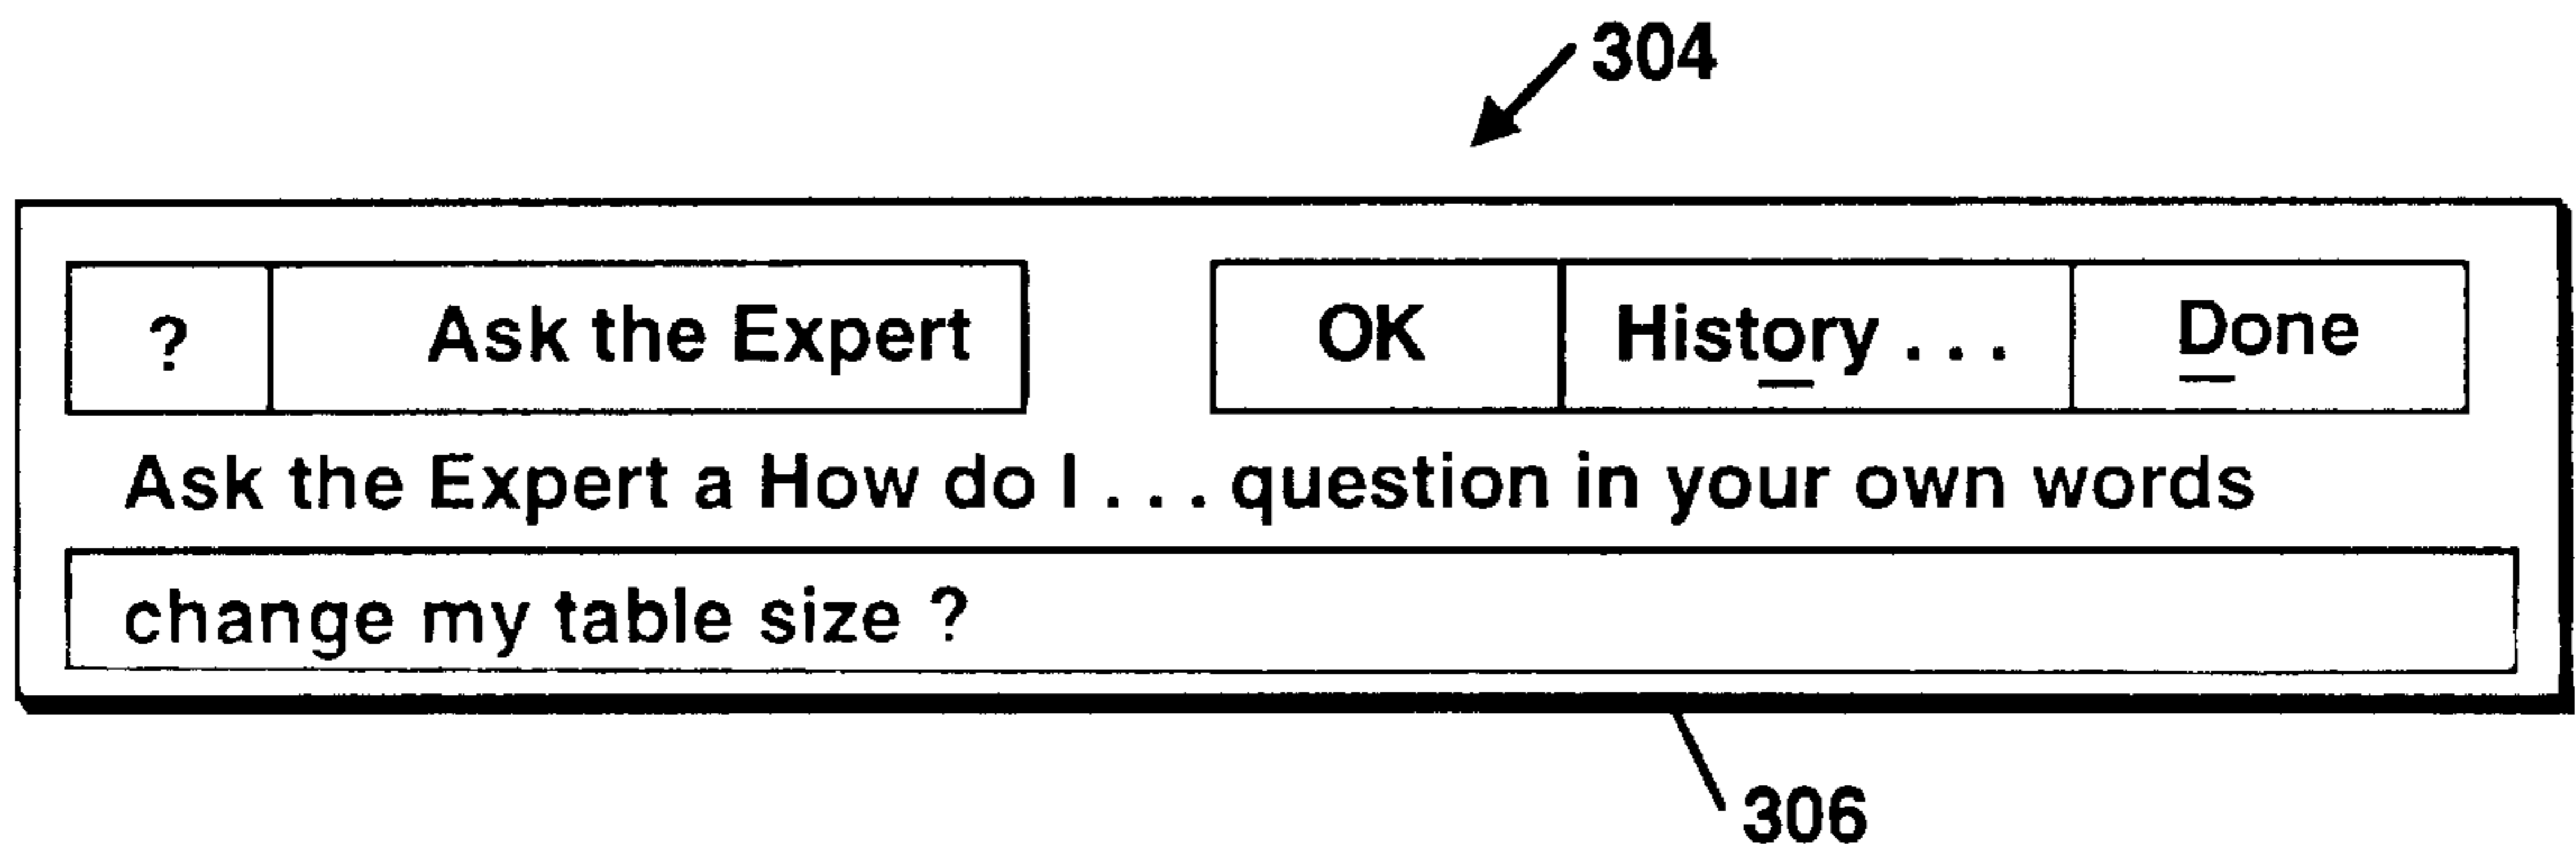 304
? Ask the Expert OK History . . . Done
Ask the Expert a How do I . . . question in your own words
change my table size ?
306